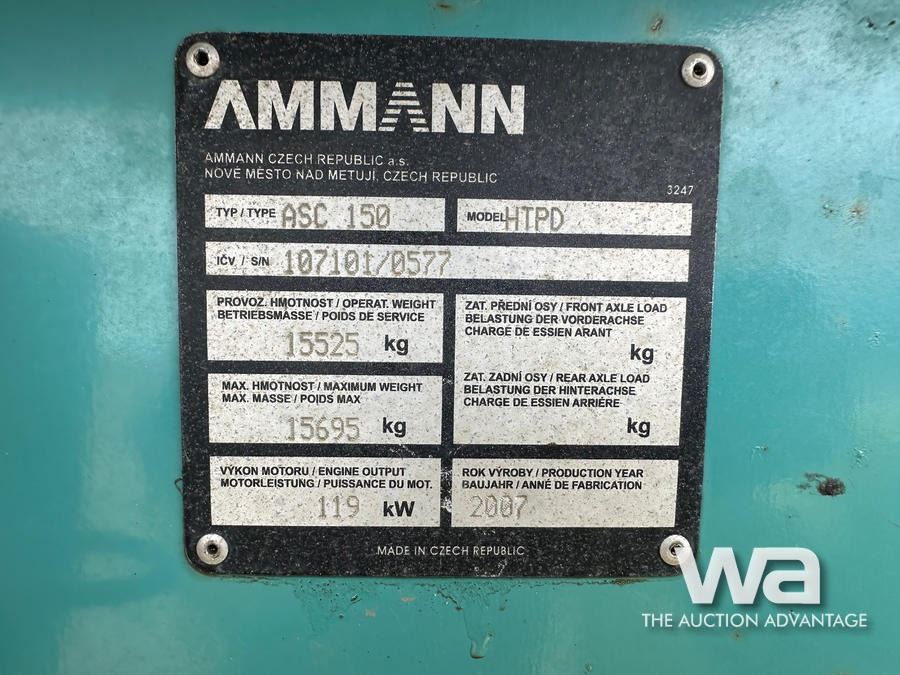 AMMANN
AMMANN CZECH REPUBLIC a.s.
NOVÉ MĚSTO NAD METUJÍ, CZECH REPUBLIC
3247
TYP / TYPE ASC 150
MODEL HTPD
IČV / S/N 107101/0577
PROVOZ. HMOTNOST / OPERAT. WEIGHT
BETRIEBSMASSE / POIDS DE SERVICE
15525 kg
ZAT. PŘEDNÍ OSY / FRONT AXLE LOAD
BELASTUNG DER VORDERACHSE
CHARGE DE ESSIEN ARANT
kg
MAX. HMOTNOST / MAXIMUM WEIGHT
MAX. MASSE / POIDS MAX
15695 kg
ZAT. ZADNÍ OSY / REAR AXLE LOAD
BELASTUNG DER HINTERACHSE
CHARGE DE ESSIEN ARRIÉRE
kg
VÝKON MOTORU / ENGINE OUTPUT
MOTORLEISTUNG / PUISSANCE DU MOT.
119 kW
ROK VÝROBY / PRODUCTION YEAR
BAUJAHR / ANNÉ DE FABRICATION
2007
MADE IN CZECH REPUBLIC
wa
THE AUCTION ADVANTAGE